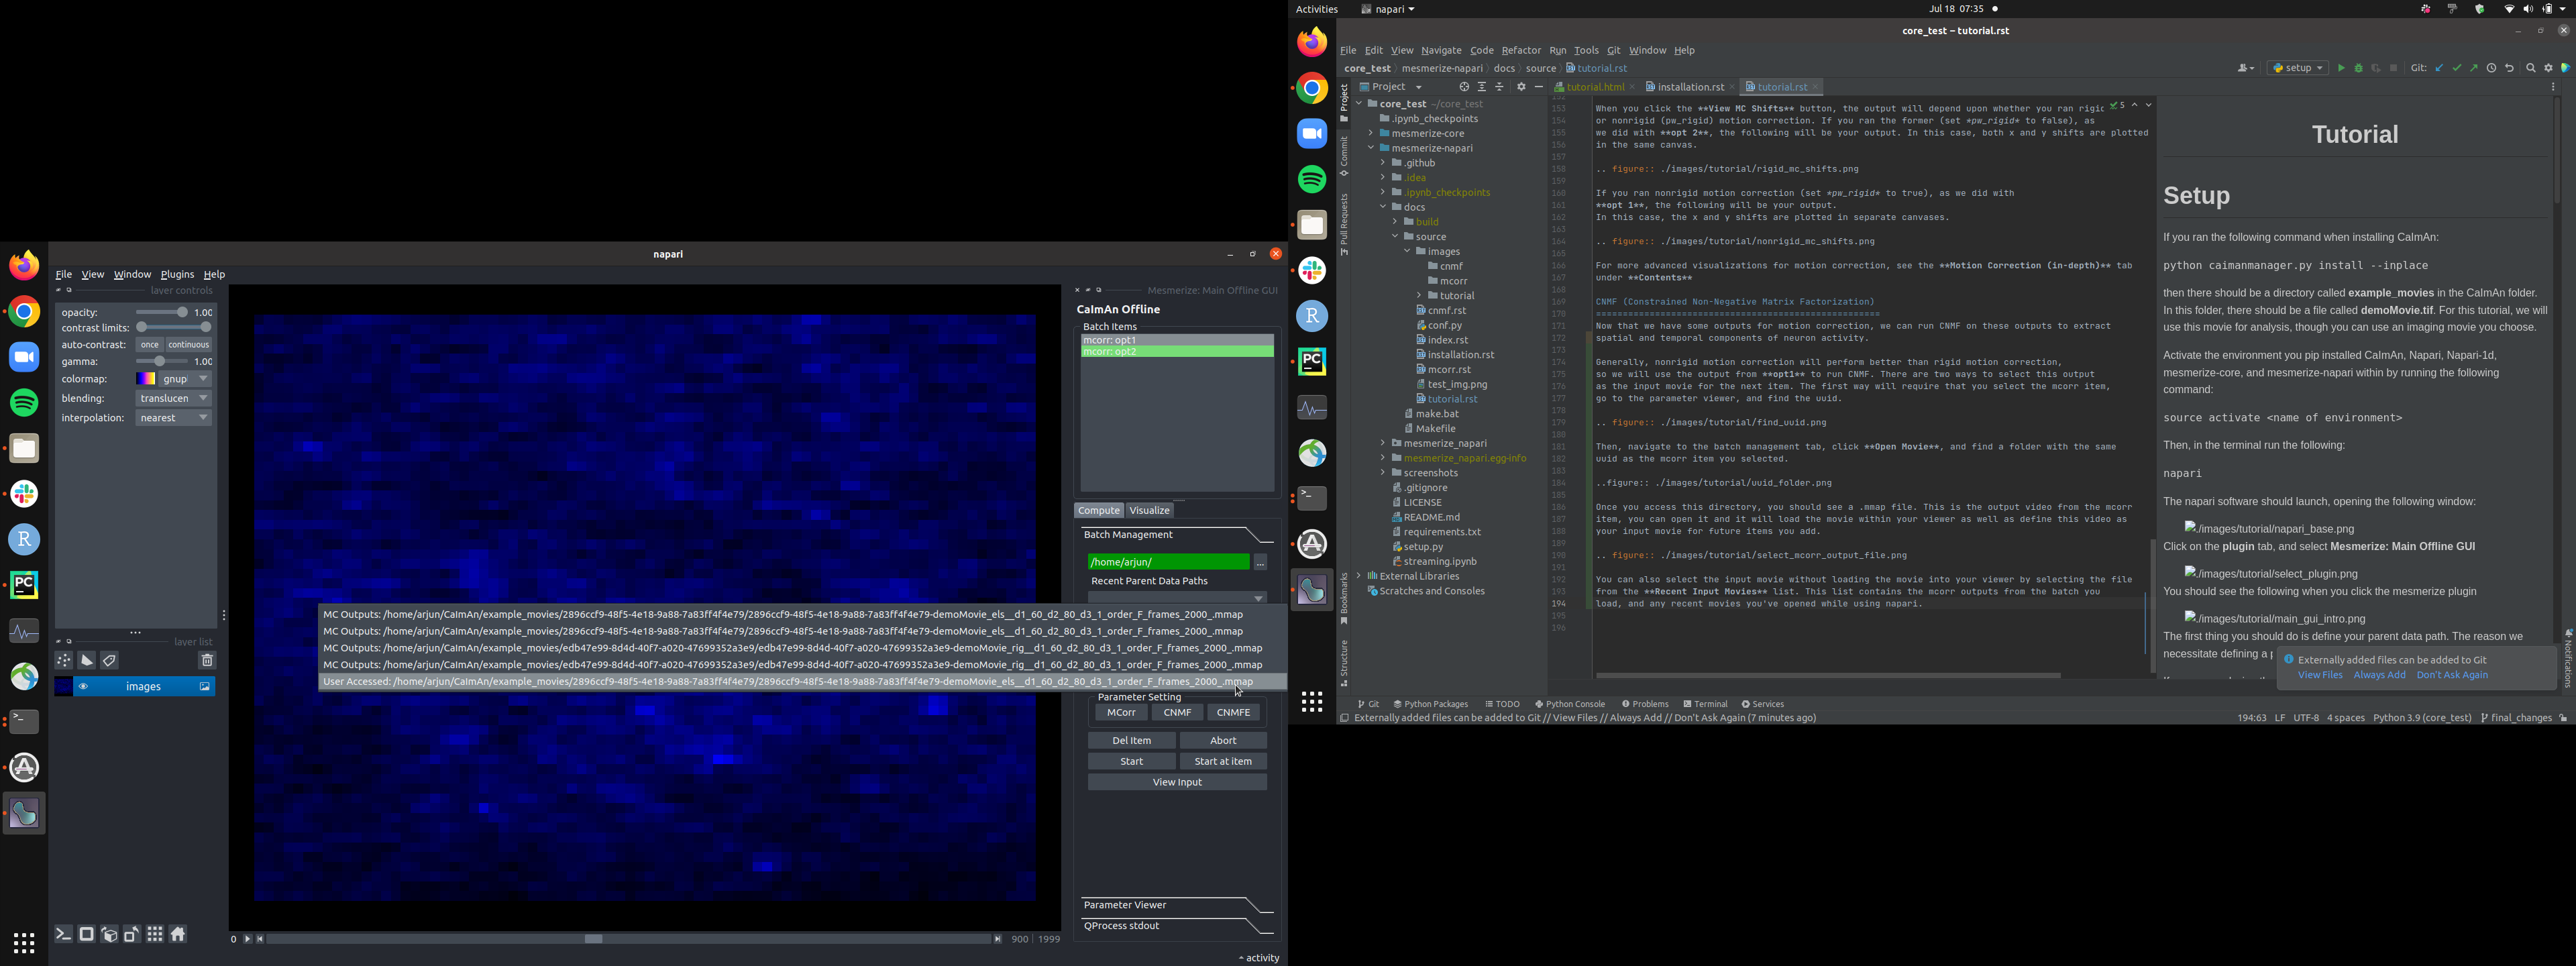 napari
File View Window Plugins Help
layer controls
opacity: 1.00
contrast limits:
auto-contrast: once continuous
gamma: 1.00
colormap: gnup
blending: translucen
interpolation: nearest
layer list
images
0 900 1999
activity
Mesmerize: Main Offline GUI
CaImAn Offline
Batch Items
mcorr: opt1
mcorr: opt2
Compute Visualize
Batch Management
/home/arjun/ ...
Recent Parent Data Paths
MC Outputs: /home/arjun/CaImAn/example_movies/2896ccf9-48f5-4e18-9a88-7a83ff4f4e79/2896ccf9-48f5-4e18-9a88-7a83ff4f4e79-demoMovie_els__d1_60_d2_80_d3_1_order_F_frames_2000_.mmap
MC Outputs: /home/arjun/CaImAn/example_movies/2896ccf9-48f5-4e18-9a88-7a83ff4f4e79/2896ccf9-48f5-4e18-9a88-7a83ff4f4e79-demoMovie_els__d1_60_d2_80_d3_1_order_F_frames_2000_.mmap
MC Outputs: /home/arjun/CaImAn/example_movies/edb47e99-8d4d-40f7-a020-47699352a3e9/edb47e99-8d4d-40f7-a020-47699352a3e9-demoMovie_rig__d1_60_d2_80_d3_1_order_F_frames_2000_.mmap
MC Outputs: /home/arjun/CaImAn/example_movies/edb47e99-8d4d-40f7-a020-47699352a3e9/edb47e99-8d4d-40f7-a020-47699352a3e9-demoMovie_rig__d1_60_d2_80_d3_1_order_F_frames_2000_.mmap
User Accessed: /home/arjun/CaImAn/example_movies/2896ccf9-48f5-4e18-9a88-7a83ff4f4e79/2896ccf9-48f5-4e18-9a88-7a83ff4f4e79-demoMovie_els__d1_60_d2_80_d3_1_order_F_frames_2000_.mmap
Parameter Setting
MCorr CNMF CNMFE
Del Item Abort
Start Start at item
View Input
Parameter Viewer
QProcess stdout
Activities napari Jul 18 07:35
core_test – tutorial.rst
File Edit View Navigate Code Refactor Run Tools Git Window Help
core_test mesmerize-napari docs source tutorial.rst setup Git:
Project
Commit
Pull Requests
Bookmarks
Structure
Notifications
Project
core_test ~/core_test
.ipynb_checkpoints
mesmerize-core
mesmerize-napari
.github
.idea
.ipynb_checkpoints
docs
build
source
images
cnmf
mcorr
tutorial
cnmf.rst
conf.py
index.rst
installation.rst
mcorr.rst
test_img.png
tutorial.rst
make.bat
Makefile
mesmerize_napari
mesmerize_napari.egg-info
screenshots
.gitignore
LICENSE
README.md
requirements.txt
setup.py
streaming.ipynb
External Libraries
Scratches and Consoles
tutorial.html installation.rst tutorial.rst
5
153 When you click the **View MC Shifts** button, the output will depend upon whether you ran rigid
154 or nonrigid (pw_rigid) motion correction. If you ran the former (set *pw_rigid* to false), as
155 we did with **opt 2**, the following will be your output. In this case, both x and y shifts are plotted
156 in the same canvas.
157
158 .. figure:: ./images/tutorial/rigid_mc_shifts.png
159
160 If you ran nonrigid motion correction (set *pw_rigid* to true), as we did with
161 **opt 1**, the following will be your output.
162 In this case, the x and y shifts are plotted in separate canvases.
163
164 .. figure:: ./images/tutorial/nonrigid_mc_shifts.png
165
166 For more advanced visualizations for motion correction, see the **Motion Correction (in-depth)** tab
167 under **Contents**
168
169 CNMF (Constrained Non-Negative Matrix Factorization)
170 ===================================================
171 Now that we have some outputs for motion correction, we can run CNMF on these outputs to extract
172 spatial and temporal components of neuron activity.
173
174 Generally, nonrigid motion correction will perform better than rigid motion correction,
175 so we will use the output from **opt1** to run CNMF. There are two ways to select this output
176 as the input movie for the next item. The first way will require that you select the mcorr item,
177 go to the parameter viewer, and find the uuid.
178
179 .. figure:: ./images/tutorial/find_uuid.png
180
181 Then, navigate to the batch management tab, click **Open Movie**, and find a folder with the same
182 uuid as the mcorr item you selected.
183
184 ..figure:: ./images/tutorial/uuid_folder.png
185
186 Once you access this directory, you should see a .mmap file. This is the output video from the mcorr
187 item, you can open it and it will load the movie within your viewer as well as define this video as
188 your input movie for future items you add.
189
190 .. figure:: ./images/tutorial/select_mcorr_output_file.png
191
192 You can also select the input movie without loading the movie into your viewer by selecting the file
193 from the **Recent Input Movies** list. This list contains the mcorr outputs from the batch you
194 load, and any recent movies you've opened while using napari.
195
196
Tutorial
Setup
If you ran the following command when installing CaImAn:
python caimanmanager.py install --inplace
then there should be a directory called example_movies in the CaImAn folder.
In this folder, there should be a file called demoMovie.tif. For this tutorial, we will
use this movie for analysis, though you can use an imaging movie you choose.
Activate the environment you pip installed CaImAn, Napari, Napari-1d,
mesmerize-core, and mesmerize-napari within by running the following
command:
source activate <name of environment>
Then, in the terminal run the following:
napari
The napari software should launch, opening the following window:
./images/tutorial/napari_base.png
Click on the plugin tab, and select Mesmerize: Main Offline GUI
./images/tutorial/select_plugin.png
You should see the following when you click the mesmerize plugin
./images/tutorial/main_gui_intro.png
The first thing you should do is define your parent data path. The reason we
necessitate defining a
Externally added files can be added to Git
View Files Always Add Don't Ask Again
Git Python Packages TODO Python Console Problems Terminal Services
Externally added files can be added to Git // View Files // Always Add // Don't Ask Again (7 minutes ago) 194:63 LF UTF-8 4 spaces Python 3.9 (core_test) final_changes